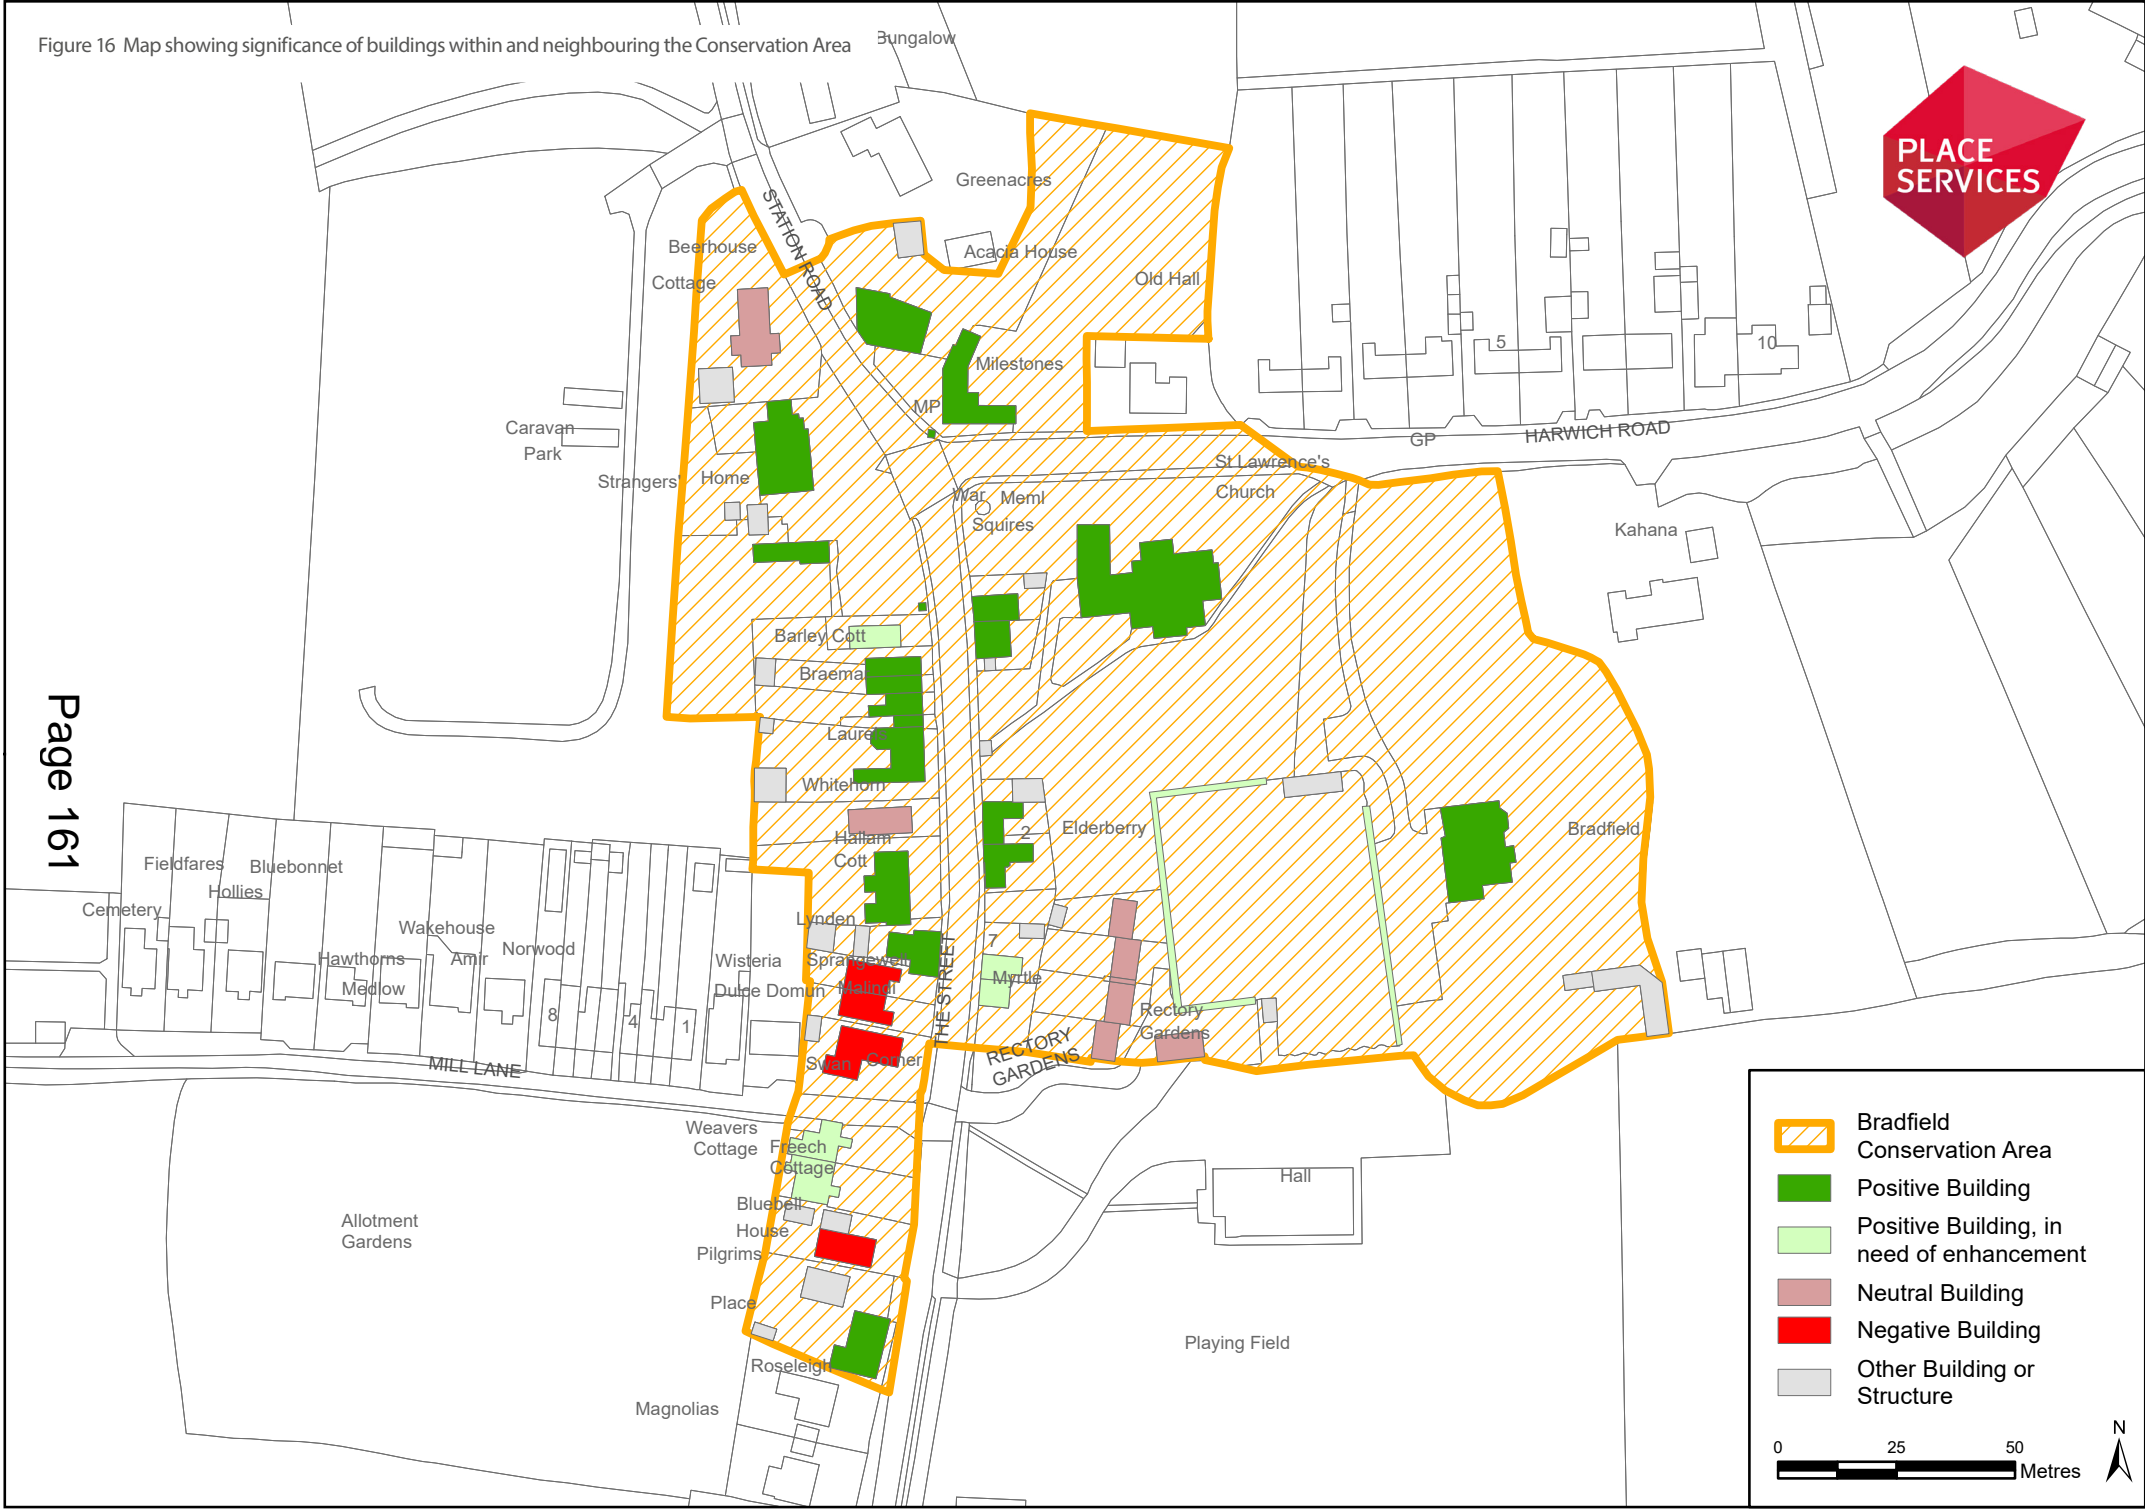 Figure 16 Map showing significance of buildings within and neighbouring the Conservation Area
Bungalow
PLACE
SERVICES
Greenacres
STATION ROAD
Beerhouse
Cottage
Acacia House
Old Hall
Milestones
MP
5
10
Caravan
Park
Strangers'
Home
GP
HARWICH ROAD
St Lawrence's
Church
War Meml
Squires
Kahana
Barley Cott
Braemar
Laurels
Whitehorn
Hallam
Cott
2
Elderberry
Bradfield
Page 161
Fieldfares
Bluebonnet
Hollies
Cemetery
Wakehouse
Hawthorns
Amir
Norwood
Medlow
8
4
1
Wisteria
Dulce Domun
Lynden
Sprangewell
Malindi
7
Myrtle
THE STREET
Rectory
Gardens
RECTORY
GARDENS
Swan Corner
MILL LANE
Weavers
Cottage
Freech
Cottage
Bluebell
House
Pilgrims
Place
Roseleigh
Magnolias
Allotment
Gardens
Hall
Playing Field
Bradfield
Conservation Area
Positive Building
Positive Building, in
need of enhancement
Neutral Building
Negative Building
Other Building or
Structure
N
0 25 50
Metres